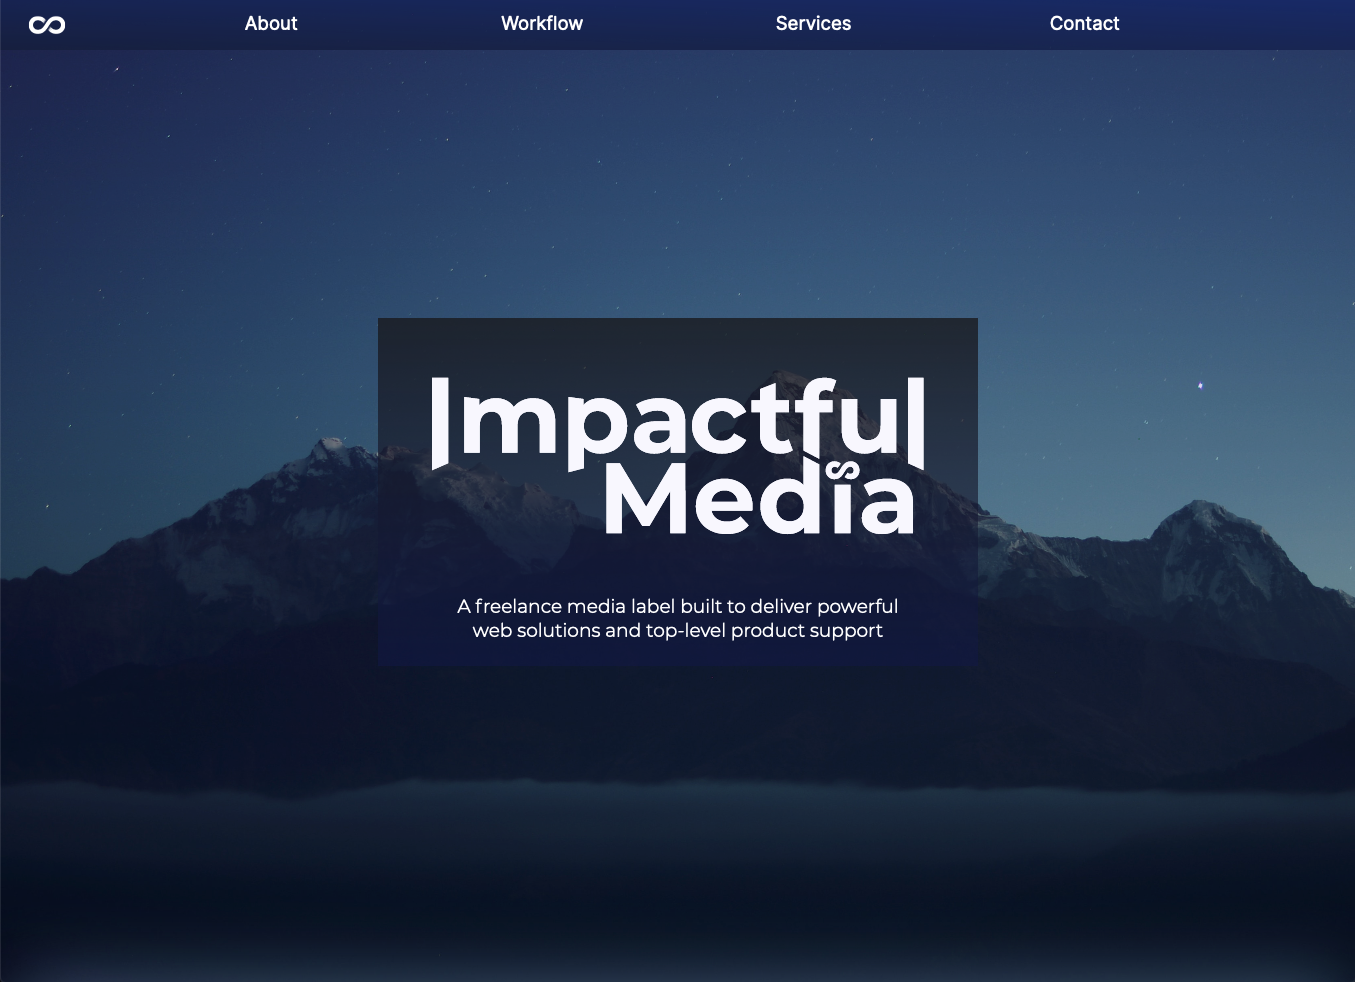 About Workflow Services Contact
Impactful
Media
A freelance media label built to deliver powerful
web solutions and top-level product support